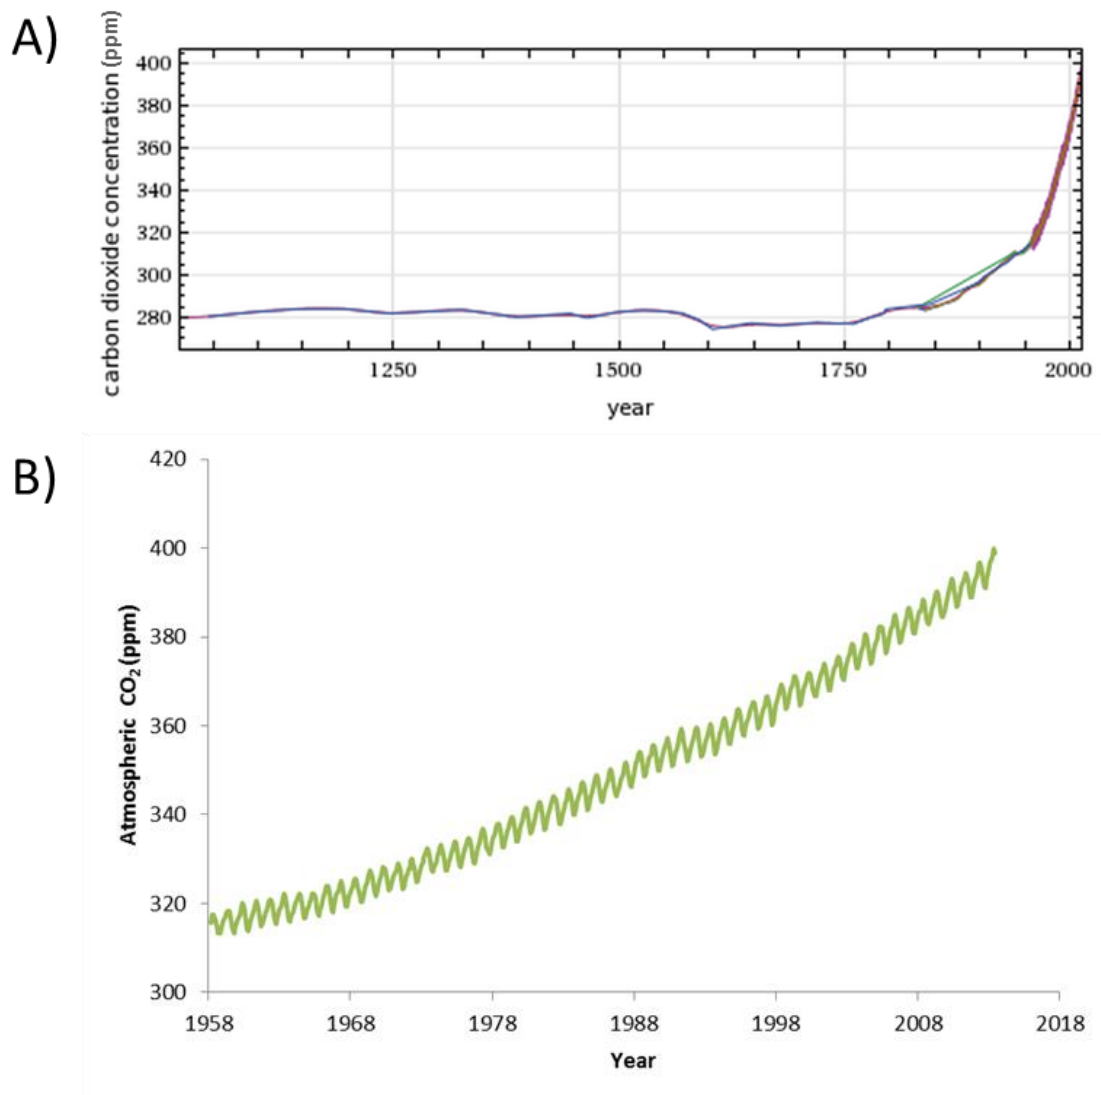 A)
carbon dioxide concentration (ppm)
400
380
360
340
320
300
280
1250 1500 1750 2000
year
B)
Atmospheric CO₂ (ppm)
420
400
380
360
340
320
300
1958 1968 1978 1988 1998 2008 2018
Year